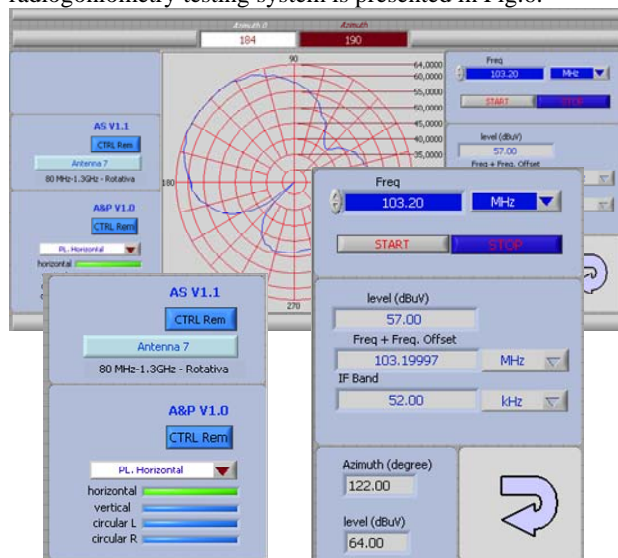 radiogoniometry testing system is presented in Fig.6.
Azimuth 0
Azimuth
184
190
90
64,0000
60,0000
55,0000
50,0000
45,0000
40,0000
35,0000
180
270
AS V1.1
CTRL Rem
Antenna 7
80 MHz-1.3GHz - Rotativa
A&P V1.0
CTRL Rem
PL. Horizontal
horizontal
Freq
103.20
MHz
START
STOP
level (dBuV)
57.00
Freq + Freq. Offset
AS V1.1
CTRL Rem
Antenna 7
80 MHz-1.3GHz - Rotativa
A&P V1.0
CTRL Rem
PL. Horizontal
horizontal
vertical
circular L
circular R
Freq
103.20
MHz
START
STOP
level (dBuV)
57.00
Freq + Freq. Offset
103.19997
MHz
IF Band
52.00
kHz
Azimuth (degree)
122.00
level (dBuV)
64.00